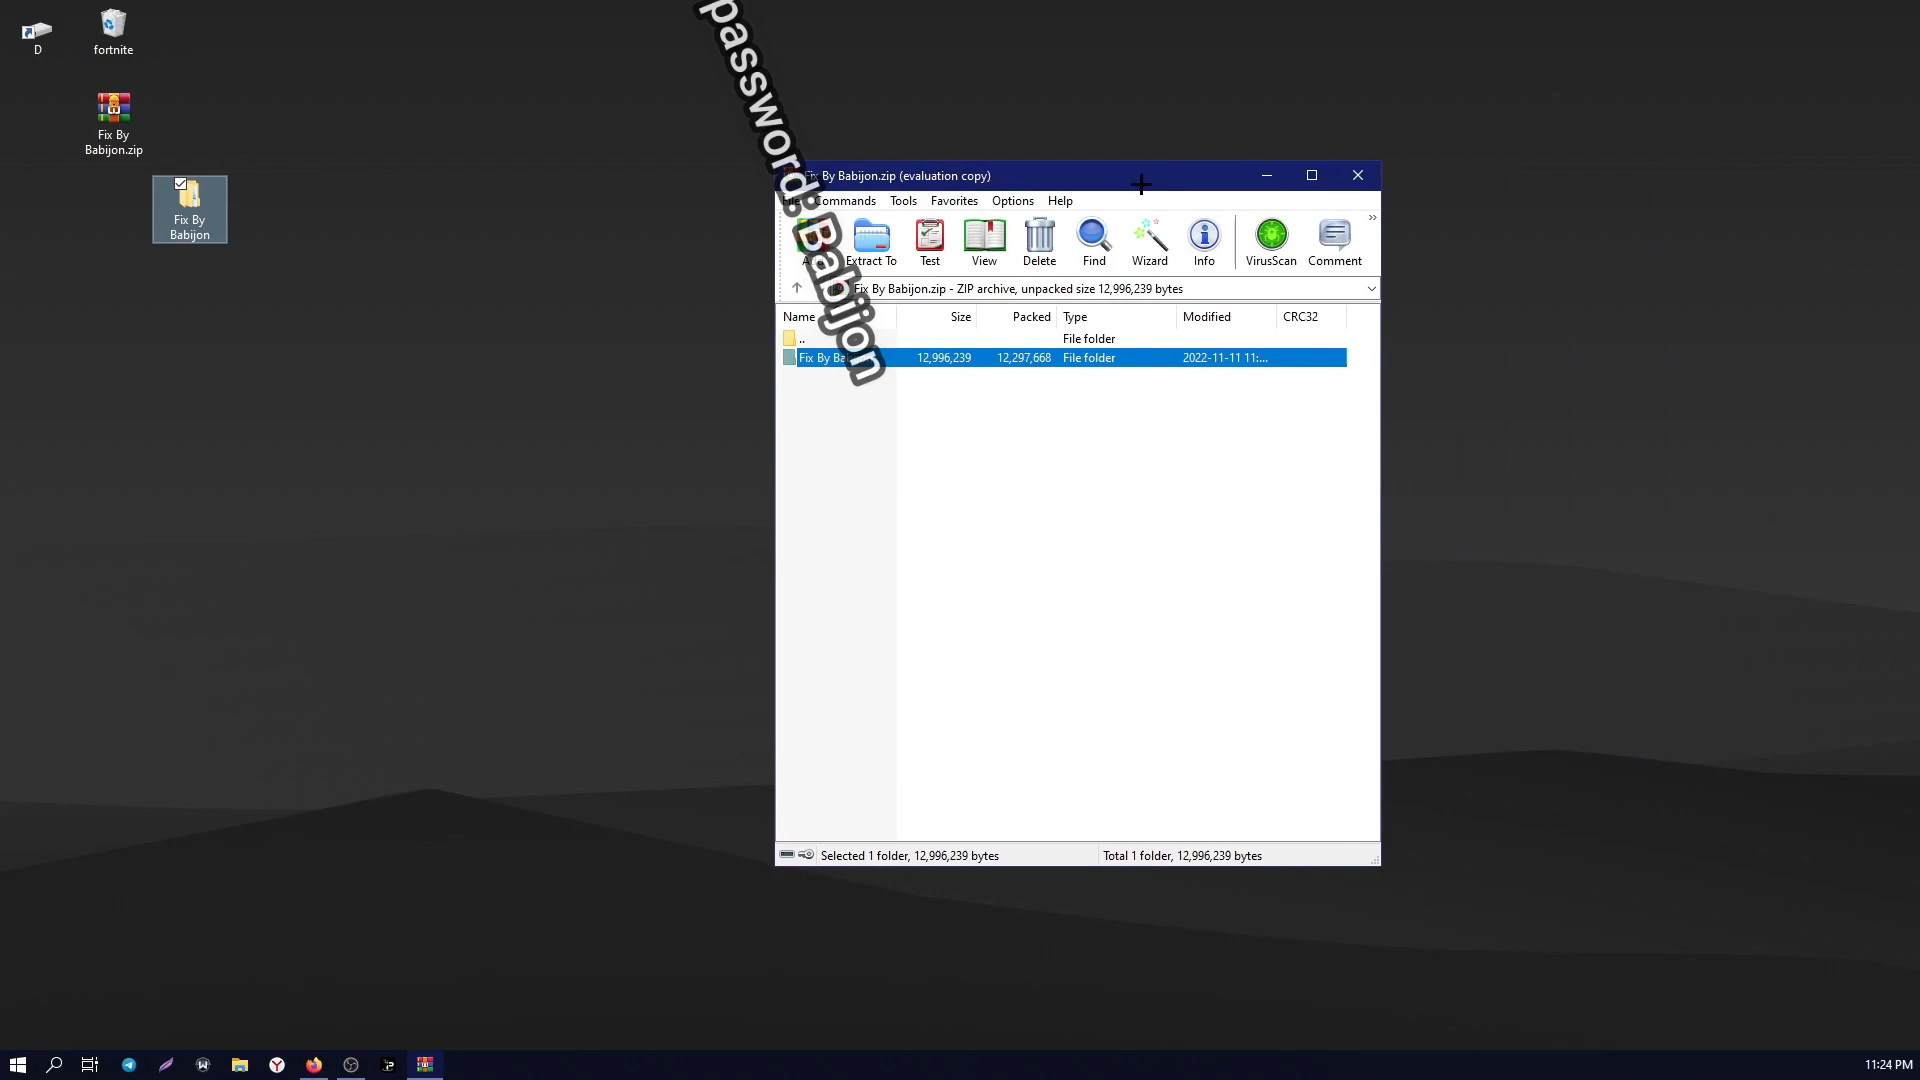 D
fortnite
Fix By
Babijon.zip
Fix By
Babijon
password: Babijon
Fix By Babijon.zip (evaluation copy)
File Commands Tools Favorites Options Help
Add Extract To Test View Delete Find Wizard Info VirusScan Comment
Fix By Babijon.zip - ZIP archive, unpacked size 12,996,239 bytes
Name Size Packed Type Modified CRC32
.. File folder
Fix By Babijon 12,996,239 12,297,668 File folder 2022-11-11 11:...
Selected 1 folder, 12,996,239 bytes
Total 1 folder, 12,996,239 bytes
11:24 PM